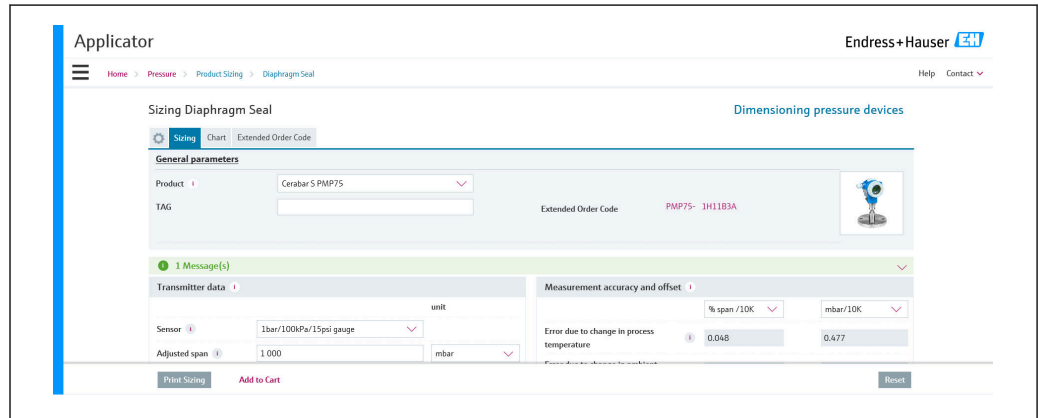 Applicator
Endress+Hauser EH
Home > Pressure > Product Sizing > Diaphragm Seal
Help Contact
Sizing Diaphragm Seal
Dimensioning pressure devices
Sizing Chart Extended Order Code
General parameters
Product i Cerabar S PMP75
TAG
Extended Order Code PMP75- 1H11B3A
i 1 Message(s)
Transmitter data i
Measurement accuracy and offset i
unit
% span /10K mbar/10K
Sensor i 1bar/100kPa/15psi gauge
Error due to change in process temperature i 0.048 0.477
Adjusted span i 1 000 mbar
Print Sizing Add to Cart Reset